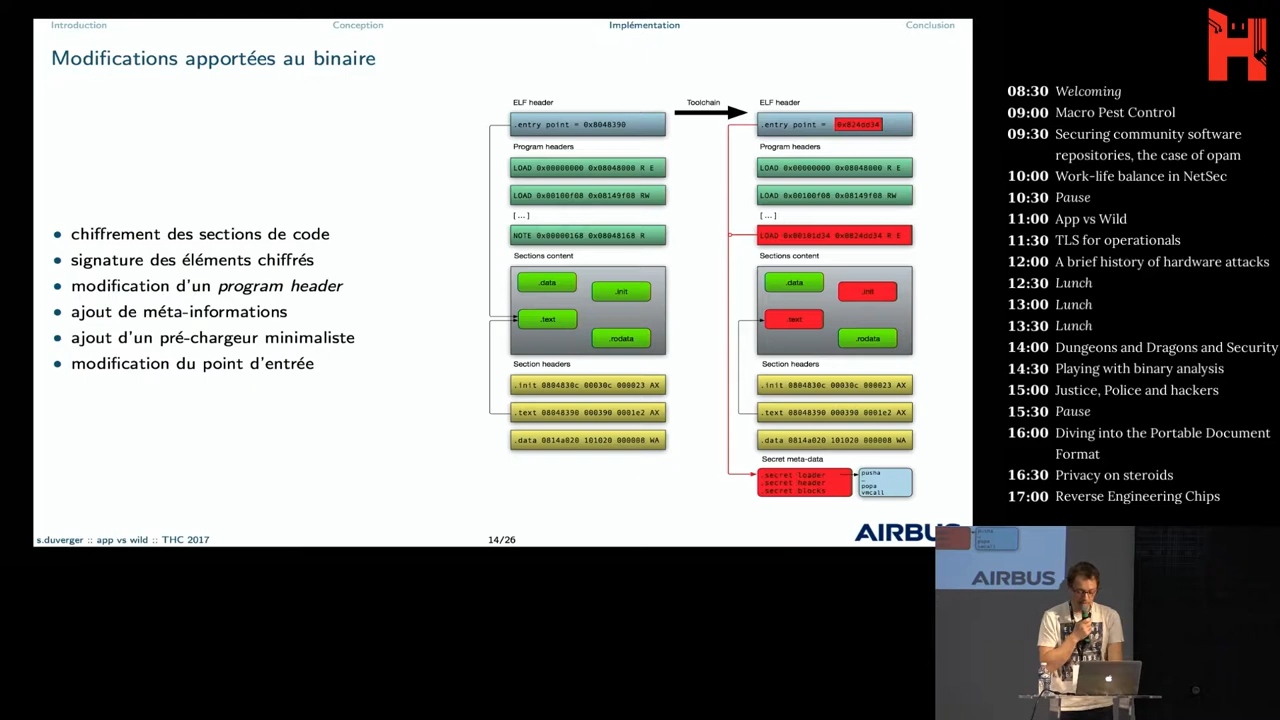 Introduction
Conception
Implémentation
Conclusion
Modifications apportées au binaire
chiffrement des sections de code
signature des éléments chiffrés
modification d'un program header
ajout de méta-informations
ajout d'un pré-chargeur minimaliste
modification du point d'entrée
ELF header
.entry point = 0x8048390
Program headers
LOAD 0x00000000 0x08048000 R E
LOAD 0x00100f08 0x08149f08 RW
[...]
NOTE 0x00000168 0x08048168 R
Sections content
.data
.init
.text
.rodata
Section headers
.init 0804830c 00030c 000023 AX
.text 08048390 000390 0001e2 AX
.data 0814a020 101020 000008 WA
Toolchain
ELF header
.entry point = 0x824dd34
Program headers
LOAD 0x00000000 0x08048000 R E
LOAD 0x00100f08 0x08149f08 RW
[...]
LOAD 0x00101d34 0x0824dd34 R E
Sections content
.data
.init
.text
.rodata
Section headers
.init 0804830c 00030c 000023 AX
.text 08048390 000390 0001e2 AX
.data 0814a020 101020 000008 WA
Secret meta-data
.secret loader
.secret header
.secret blocks
pusha
…
popa
vmcall
s.duverger :: app vs wild :: THC 2017
14/26
AIRBUS
08:30 Welcoming
09:00 Macro Pest Control
09:30 Securing community software
repositories, the case of opam
10:00 Work-life balance in NetSec
10:30 Pause
11:00 App vs Wild
11:30 TLS for operationals
12:00 A brief history of hardware attacks
12:30 Lunch
13:00 Lunch
13:30 Lunch
14:00 Dungeons and Dragons and Security
14:30 Playing with binary analysis
15:00 Justice, Police and hackers
15:30 Pause
16:00 Diving into the Portable Document
Format
16:30 Privacy on steroids
17:00 Reverse Engineering Chips
popa
vmcall
AIRBUS